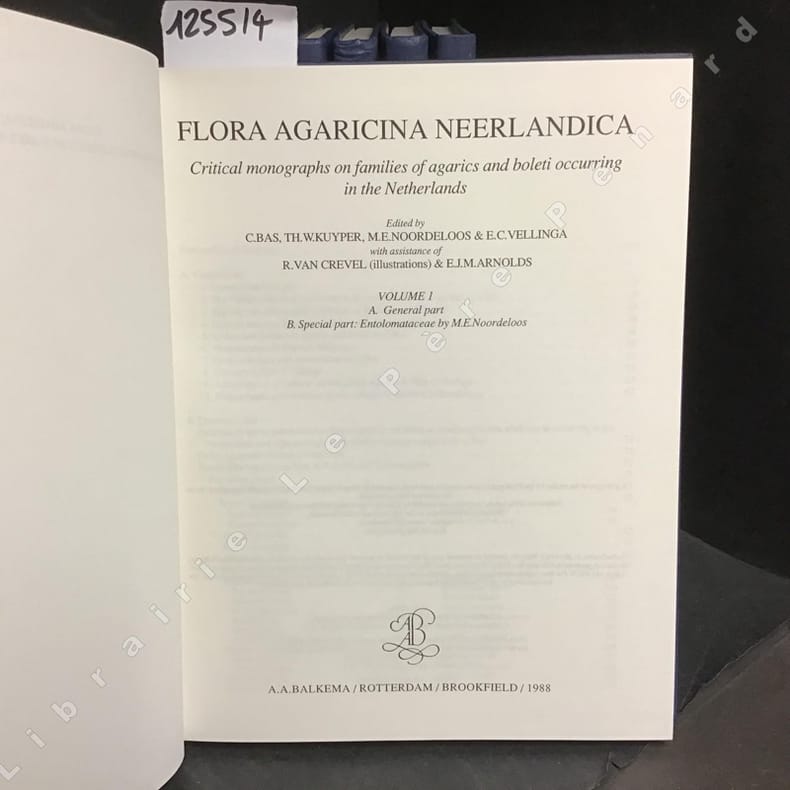 125514
FLORA AGARICINA NEERLANDICA
Critical monographs on families of agarics and boleti occurring
in the Netherlands
Edited by
C.BAS, TH.W.KUYPER, M.E.NOORDELOOS & E.C.VELLINGA
with assistance of
R.VAN CREVEL (illustrations) & E.J.M.ARNOLDS
VOLUME 1
A. General part
B. Special part: Entolomataceae by M.E.Noordeloos
A.A.BALKEMA / ROTTERDAM / BROOKFIELD / 1988
Librairie Le Père Pénard